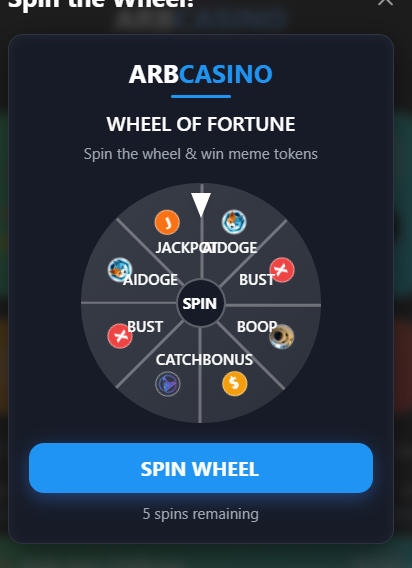 Spin the Wheel!
ARBCASINO
WHEEL OF FORTUNE
Spin the wheel & win meme tokens
JACKPOT
AIDOGE
AIDOGE
BUST
SPIN
BUST
BOOP
CATCH
BONUS
SPIN WHEEL
5 spins remaining